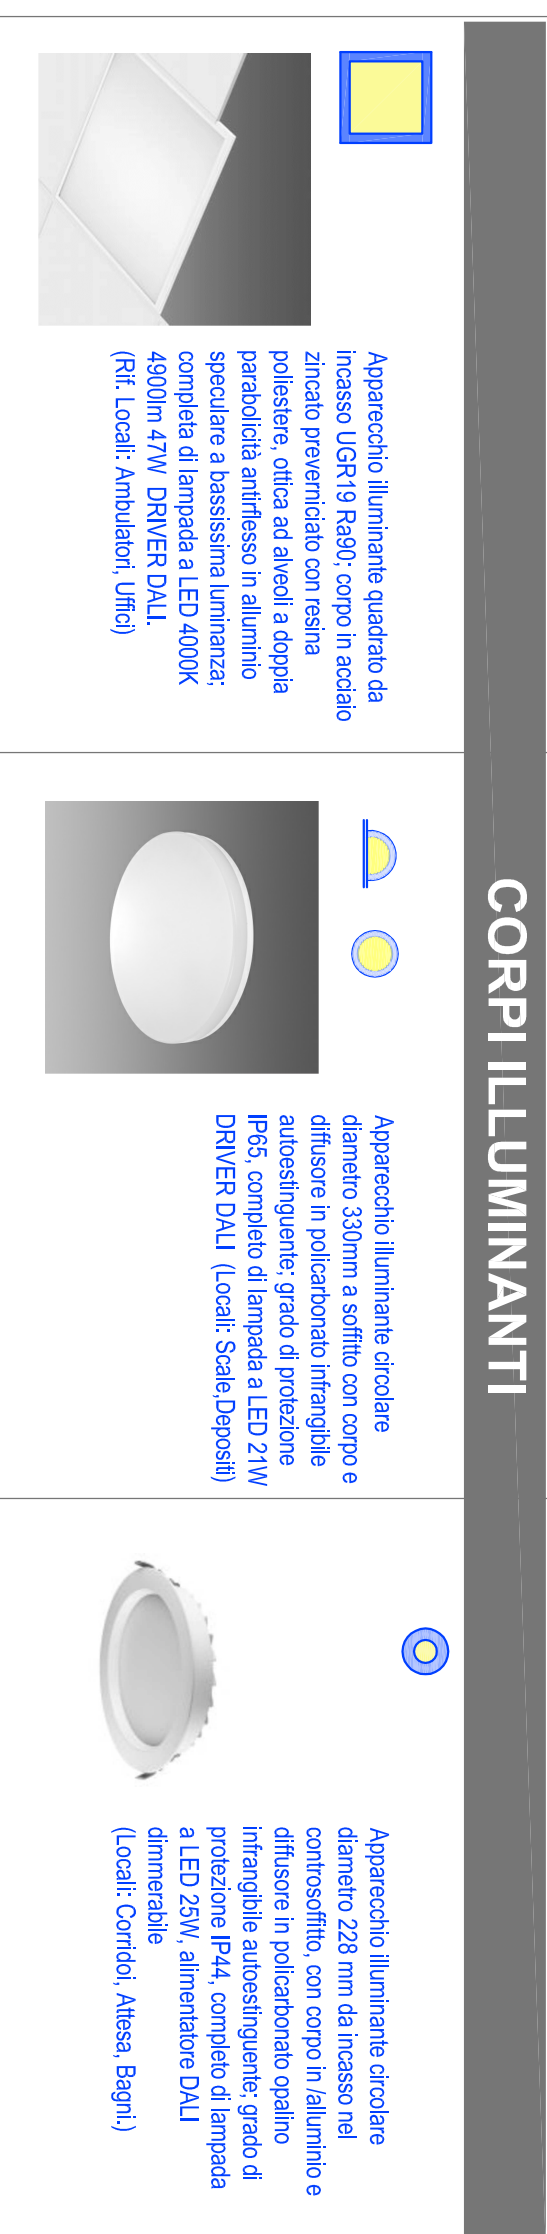 CORPI ILLUMINANTI
Apparecchio illuminante quadrato da
incasso UGR19 Ra90; corpo in acciaio
zincato preverniciato con resina
poliestere, ottica ad alveoli a doppia
parabolicità antirflesso in alluminio
speculare a bassissima luminanza;
completa di lampada a LED 4000K
4900lm 47W DRIVER DALI.
(Rif. Locali: Ambulatori, Uffici)
Apparecchio illuminante circolare
diametro 330mm a soffitto con corpo e
diffusore in policarbonato infrangibile
autoestinguente; grado di protezione
IP65, completo di lampada a LED 21W
DRIVER DALI (Locali: Scale,Depositi)
Apparecchio illuminante circolare
diametro 228 mm da incasso nel
controsoffitto, con corpo in /alluminio e
diffusore in policarbonato opalino
infrangibile autoestinguente; grado di
protezione IP44, completo di lampada
a LED 25W, alimentatore DALI
dimmerabile
(Locali: Corridoi, Attesa, Bagni.)